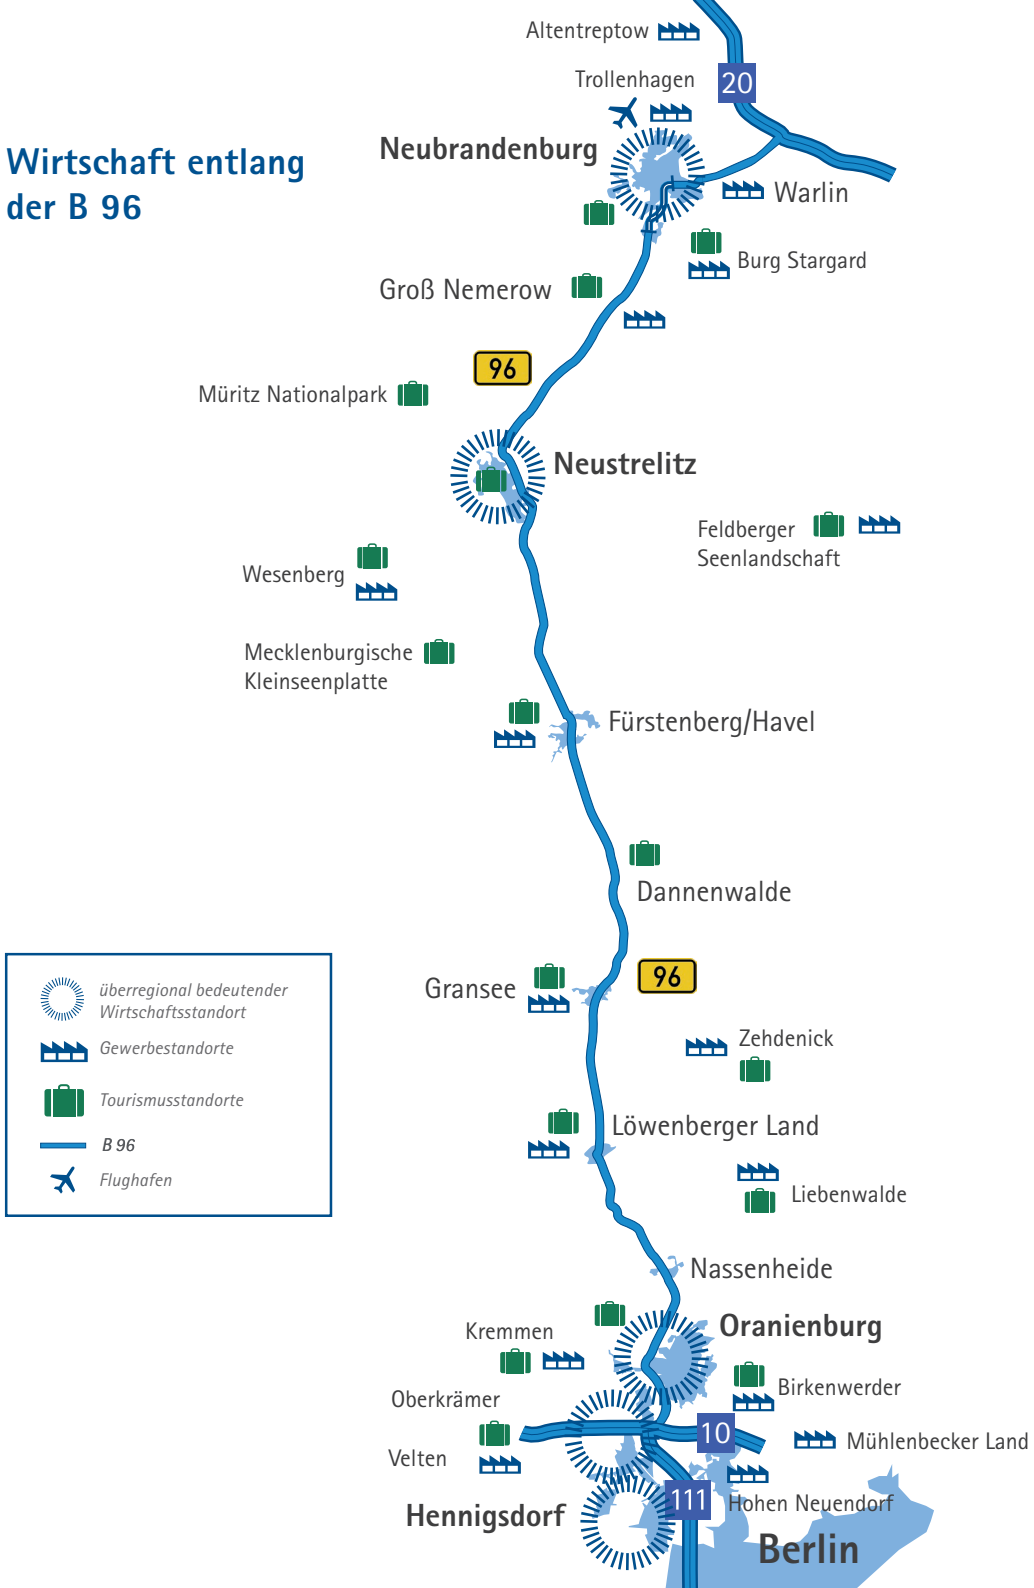 Altentreptow
20
Trollenhagen
Neubrandenburg
Wirtschaft entlang
der B 96
Warlin
Burg Stargard
Groß Nemerow
96
Müritz Nationalpark
Neustrelitz
Feldberger
Seenlandschaft
Wesenberg
Mecklenburgische
Kleinseenplatte
Fürstenberg/Havel
Dannenwalde
Gransee
96
überregional bedeutender
Wirtschaftsstandort
Gewerbestandorte
Tourismusstandorte
B 96
Flughafen
Zehdenick
Löwenberger Land
Liebenwalde
Nassenheide
Oranienburg
Kremmen
Birkenwerder
Oberkrämer
10
Mühlenbecker Land
Velten
111
Hohen Neuendorf
Hennigsdorf
Berlin